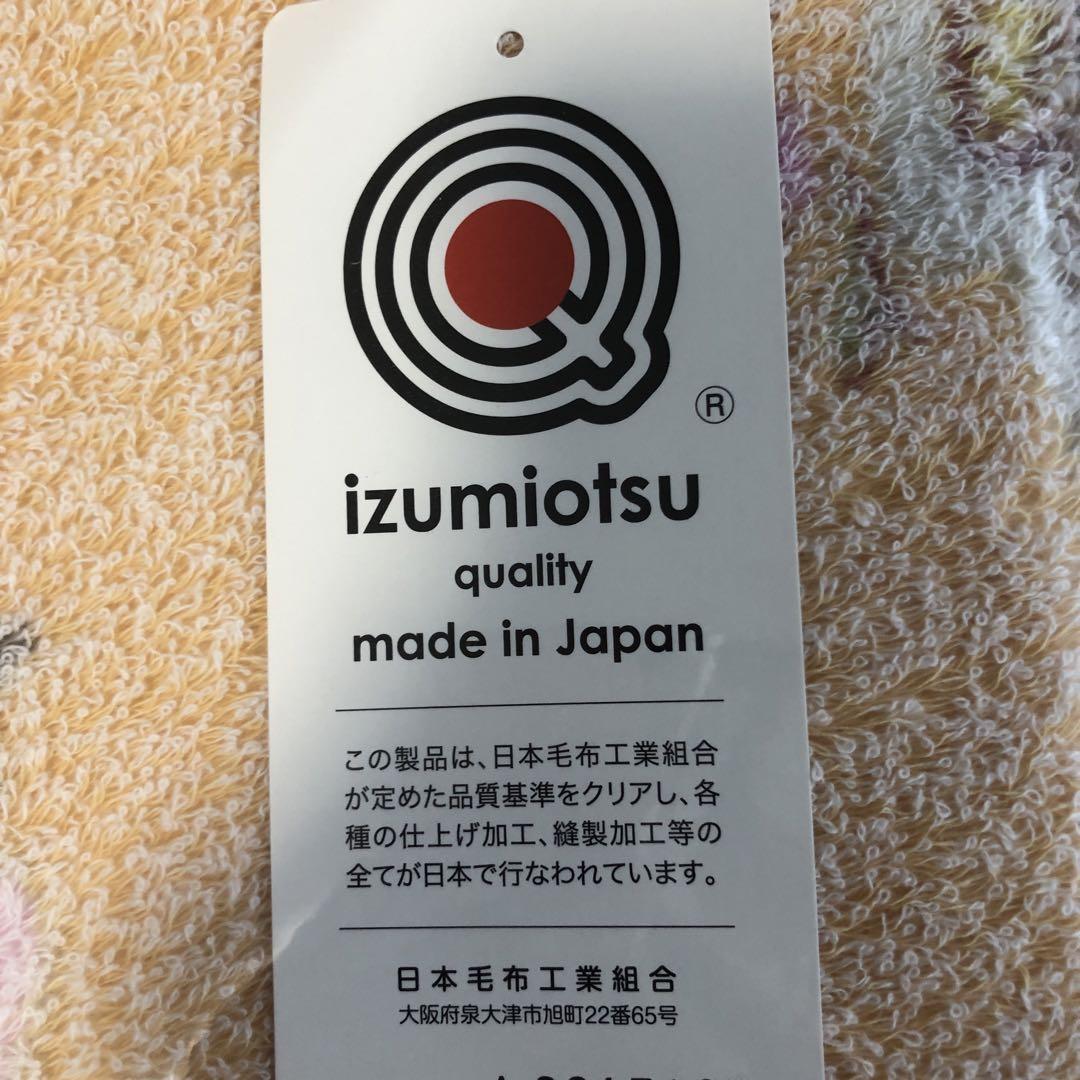 ®
izumiotsu
quality
made in Japan
この製品は、日本毛布工業組合
が定めた品質基準をクリアし、各
種の仕上げ加工、縫製加工等の
全てが日本で行なわれています。
日本毛布工業組合
大阪府泉大津市旭町22番65号